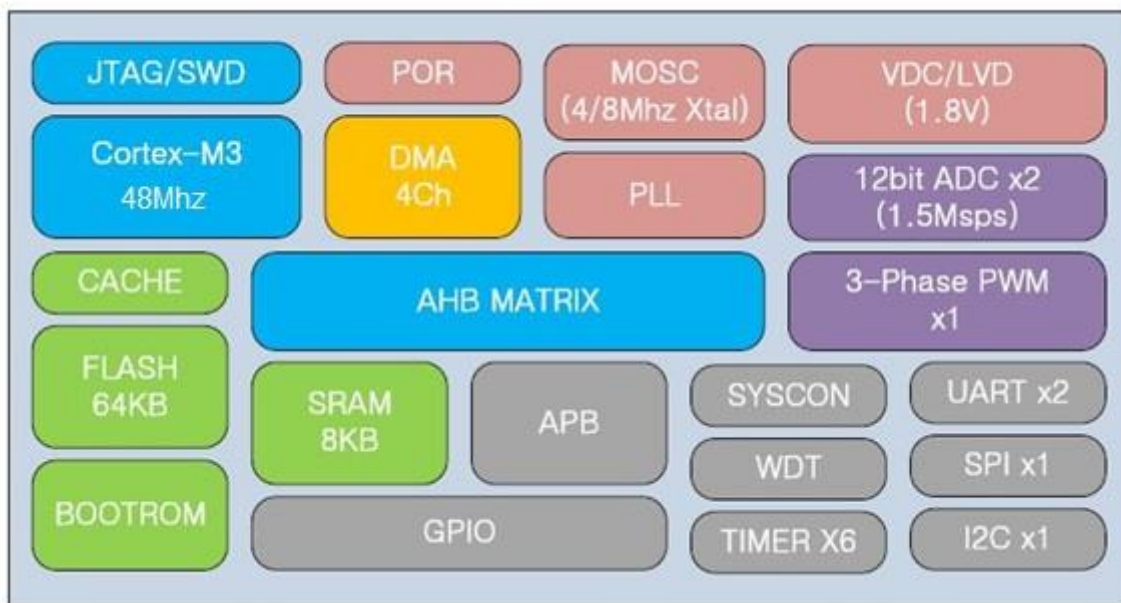 JTAG/SWD
POR
MOSC
(4/8Mhz Xtal)
VDC/LVD
(1.8V)
Cortex-M3
48Mhz
DMA
4Ch
PLL
12bit ADC x2
(1.5Msps)
CACHE
AHB MATRIX
3-Phase PWM
x1
FLASH
64KB
SRAM
8KB
APB
SYSCON
UART x2
WDT
SPI x1
BOOTROM
GPIO
TIMER X6
I2C x1